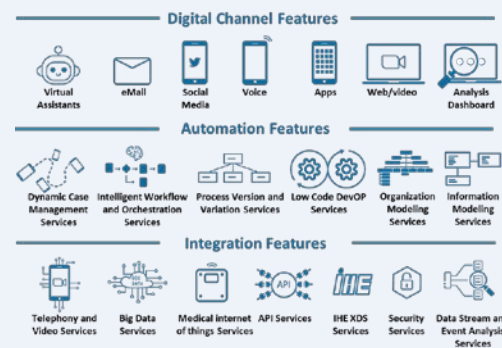 Digital Channel Features
Virtual Assistants
eMail
Social Media
Voice
Apps
Web/video
Analysis Dashboard
Automation Features
Dynamic Case Management Services
Intelligent Workflow and Orchestration Services
Process Version and Variation Services
Low Code DevOP Services
Organization Modeling Services
Information Modeling Services
Integration Features
API
IHE
Telephony and Video Services
Big Data Services
Medical internet of things Services
API Services
IHE XDS Services
Security Services
Data Stream an
Event Analysis
Services